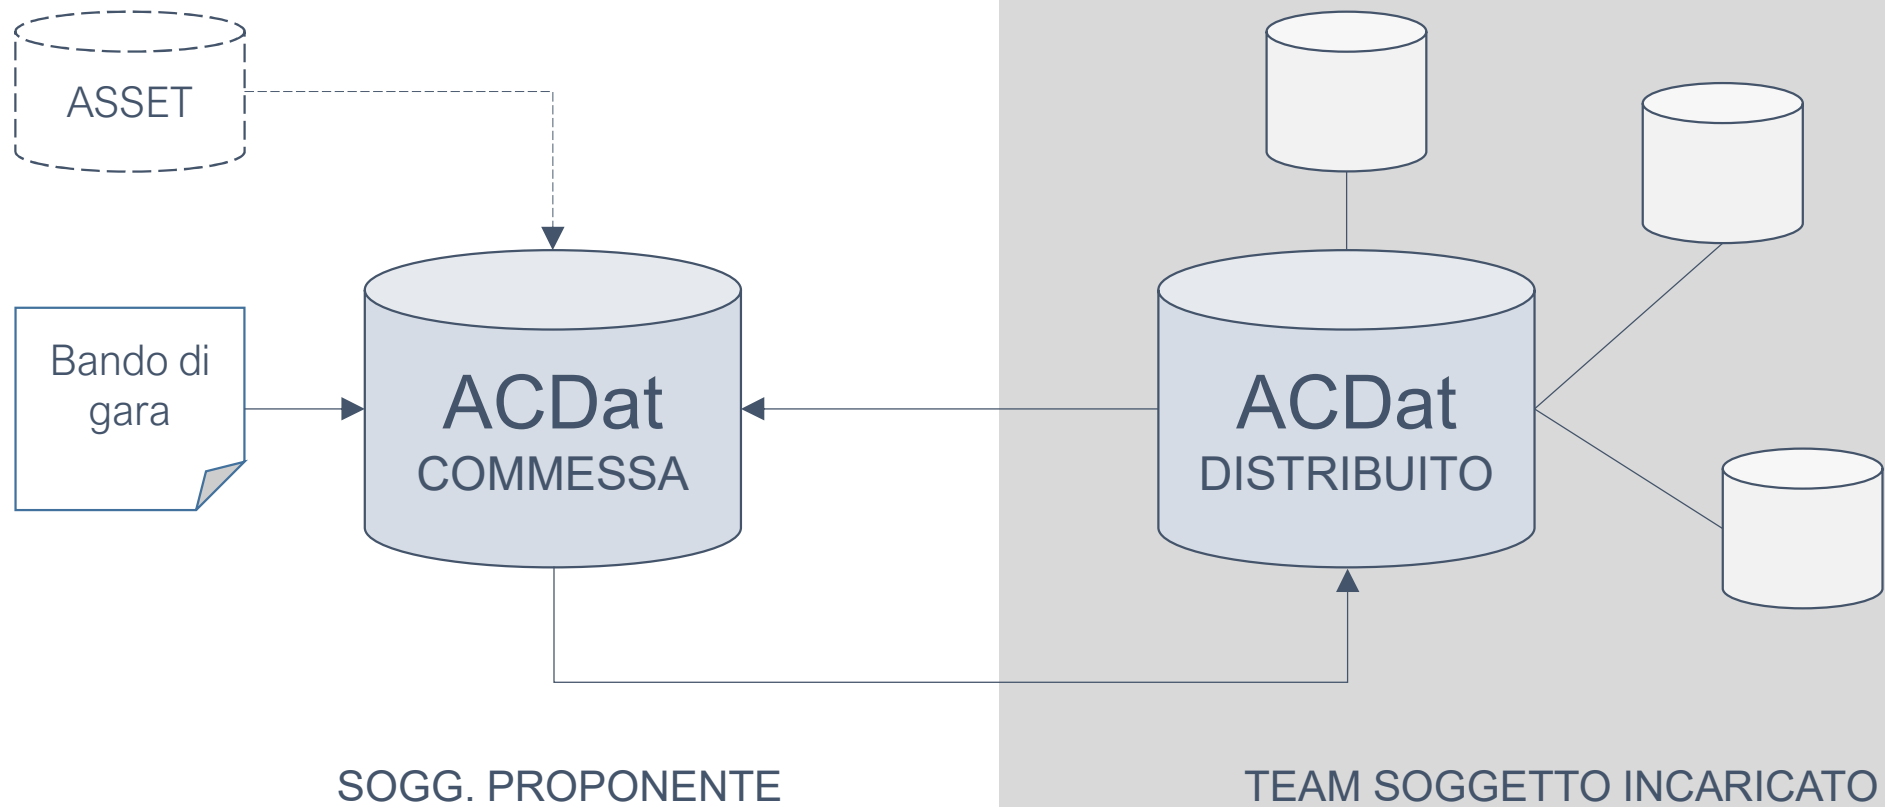 ASSET
Bando di
gara
ACDat
COMMESSA
ACDat
DISTRIBUITO
SOGG. PROPONENTE
TEAM SOGGETTO INCARICATO